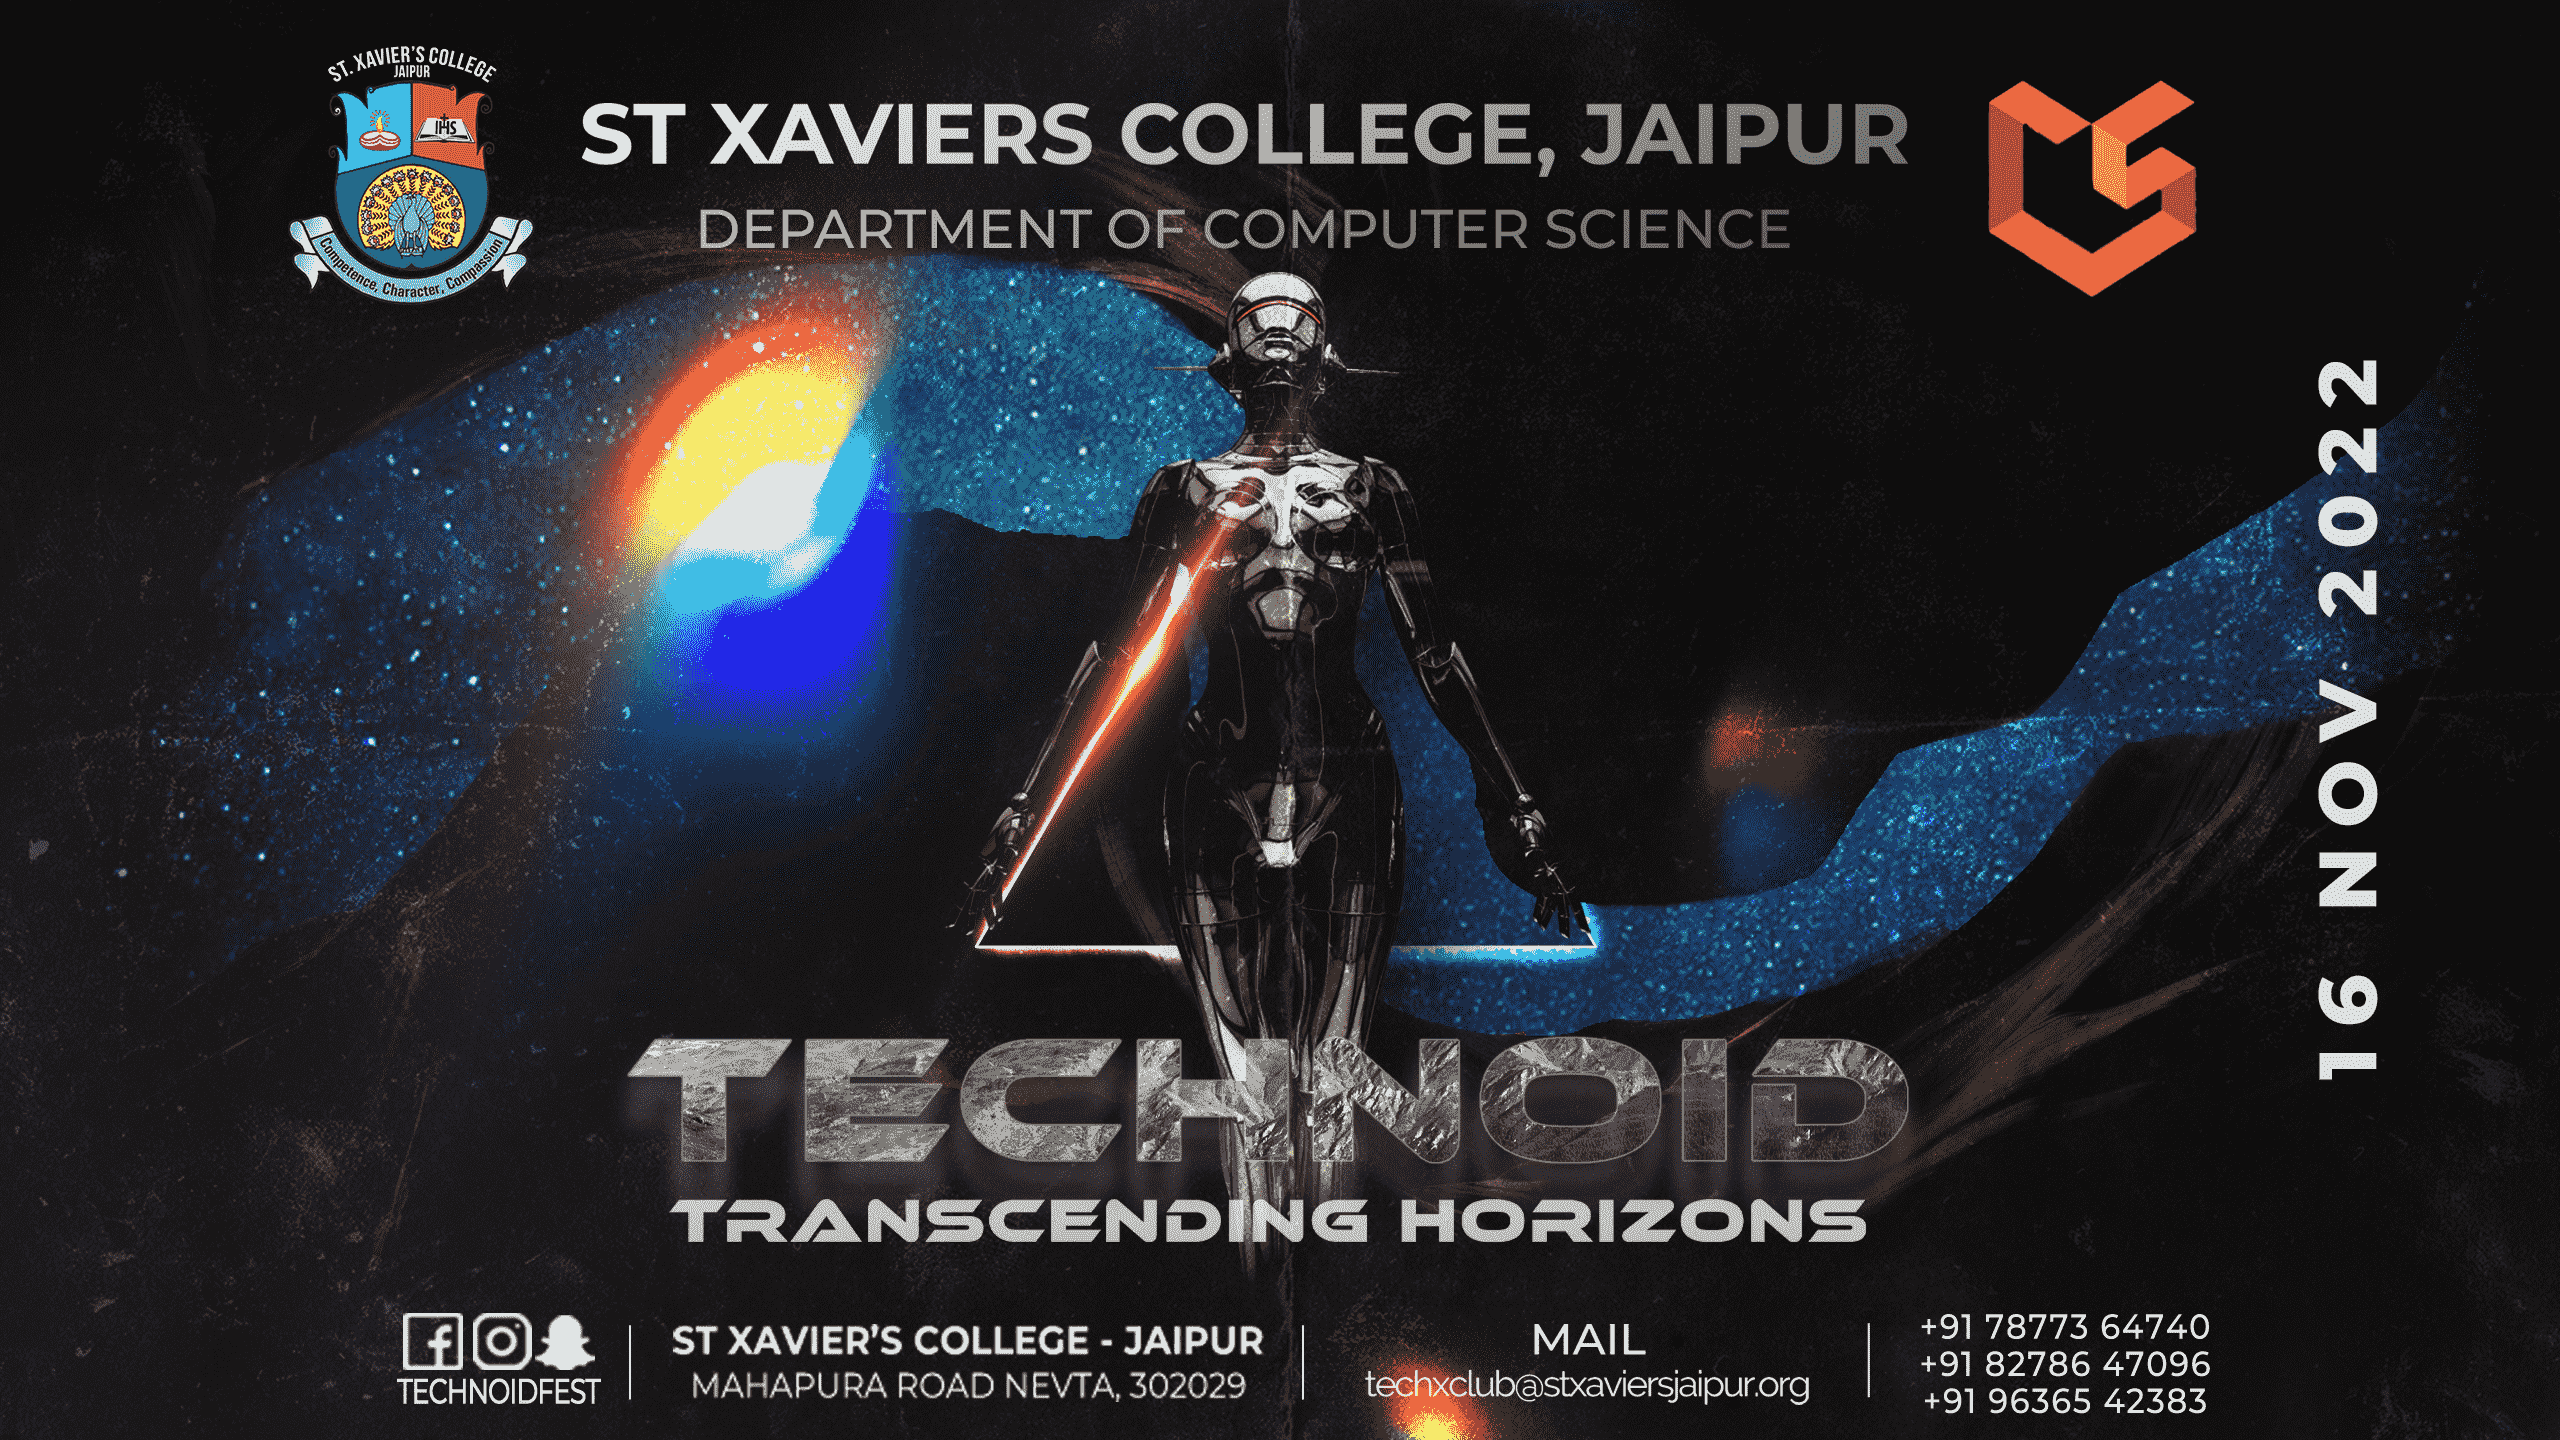 ST. XAVIER'S COLLEGE
JAIPUR
IHS
Competence, Character, Compassion
ST XAVIERS COLLEGE, JAIPUR
DEPARTMENT OF COMPUTER SCIENCE
16 NOV 2022
TECHNOID
TRANSCENDING HORIZONS
TECHNOIDFEST
ST XAVIER’S COLLEGE - JAIPUR
MAHAPURA ROAD NEVTA, 302029
MAIL
techxclub@stxaviersjaipur.org
+91 78773 64740
+91 82786 47096
+91 96365 42383